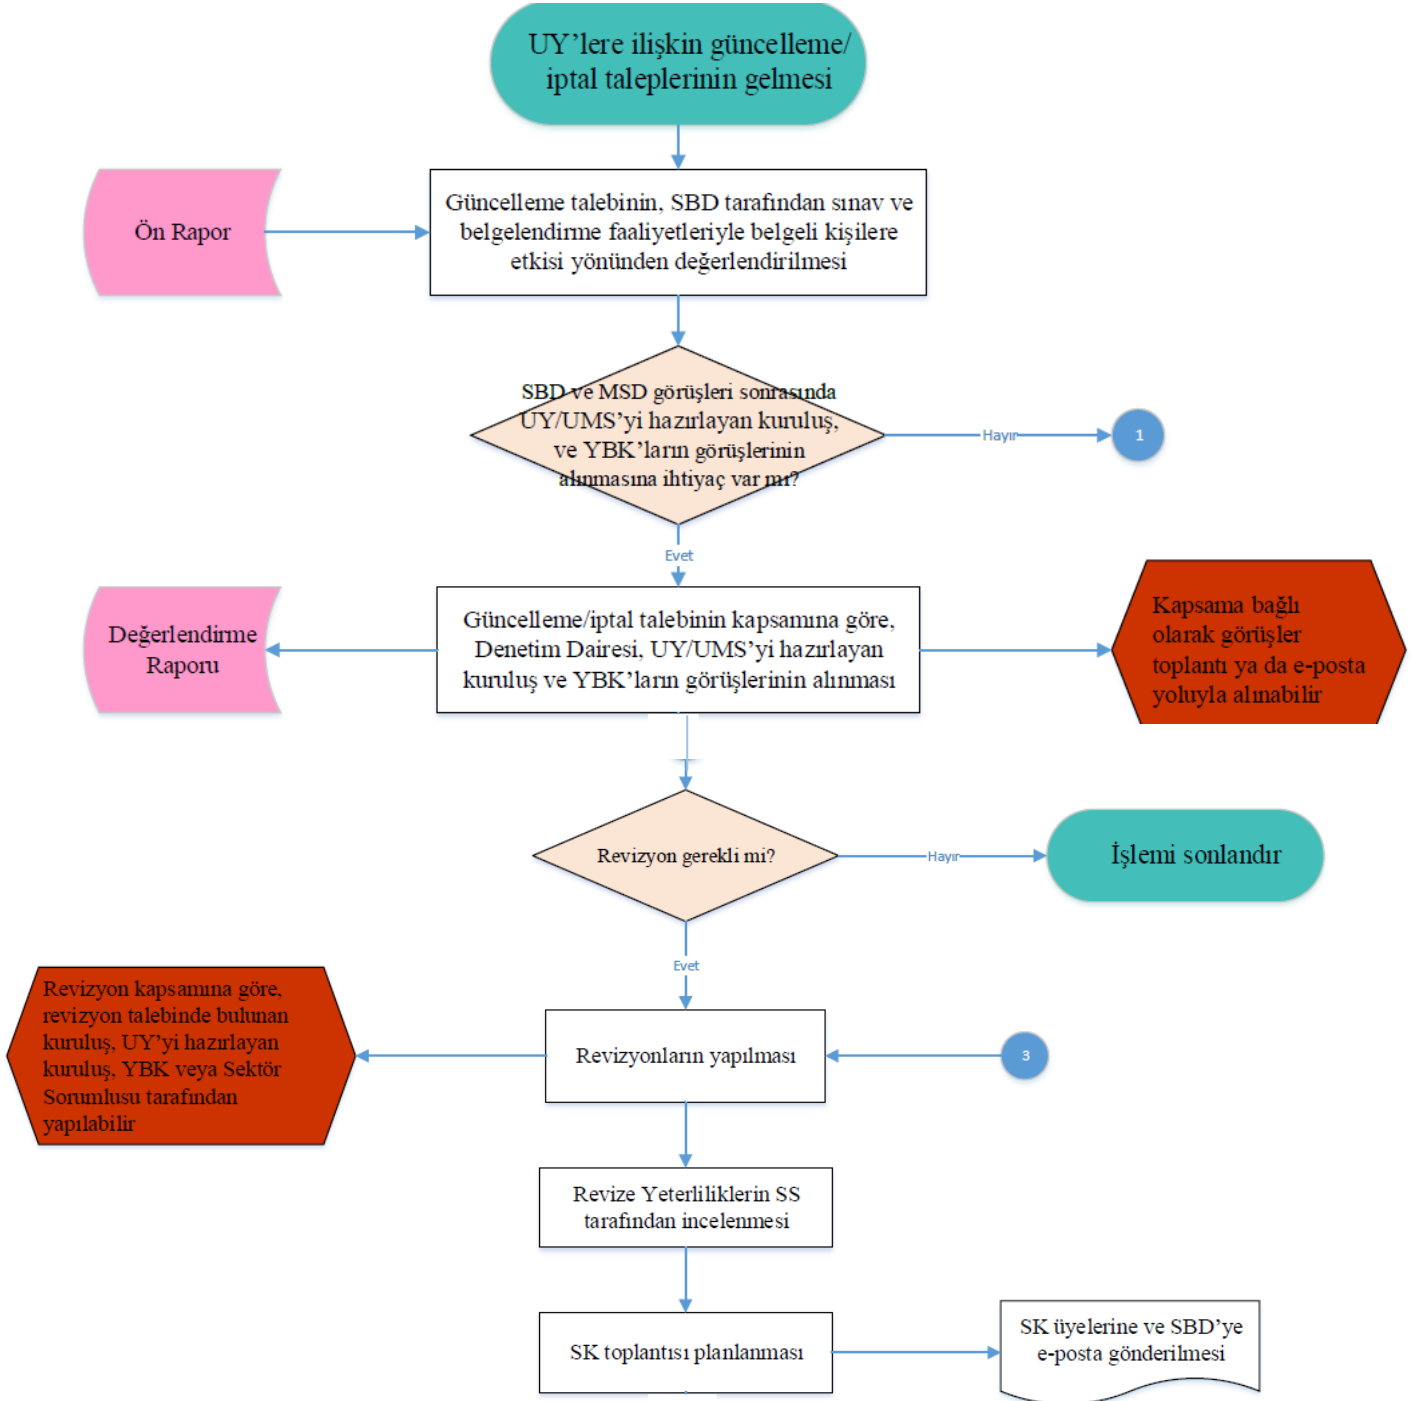 UY’lere ilişkin güncelleme/
iptal taleplerinin gelmesi
Ön Rapor
Güncelleme talebinin, SBD tarafından sınav ve
belgelendirme faaliyetleriyle belgeli kişilere
etkisi yönünden değerlendirilmesi
SBD ve MSD görüşleri sonrasında
UY/UMS’yi hazırlayan kuruluş,
ve YBK’ların görüşlerinin
alınmasına ihtiyaç var mı?
Hayır
1
Evet
Değerlendirme
Raporu
Güncelleme/iptal talebinin kapsamına göre,
Denetim Dairesi, UY/UMS’yi hazırlayan
kuruluş ve YBK’ların görüşlerinin alınması
Kapsama bağlı
olarak görüşler
toplantı ya da e-posta
yoluyla alınabilir
Revizyon gerekli mi?
Hayır
İşlemi sonlandır
Evet
Revizyon kapsamına göre,
revizyon talebinde bulunan
kuruluş, UY’yi hazırlayan
kuruluş, YBK veya Sektör
Sorumlusu tarafından
yapılabilir
Revizyonların yapılması
3
Revize Yeterliliklerin SS
tarafından incelenmesi
SK toplantısı planlanması
SK üyelerine ve SBD’ye
e-posta gönderilmesi